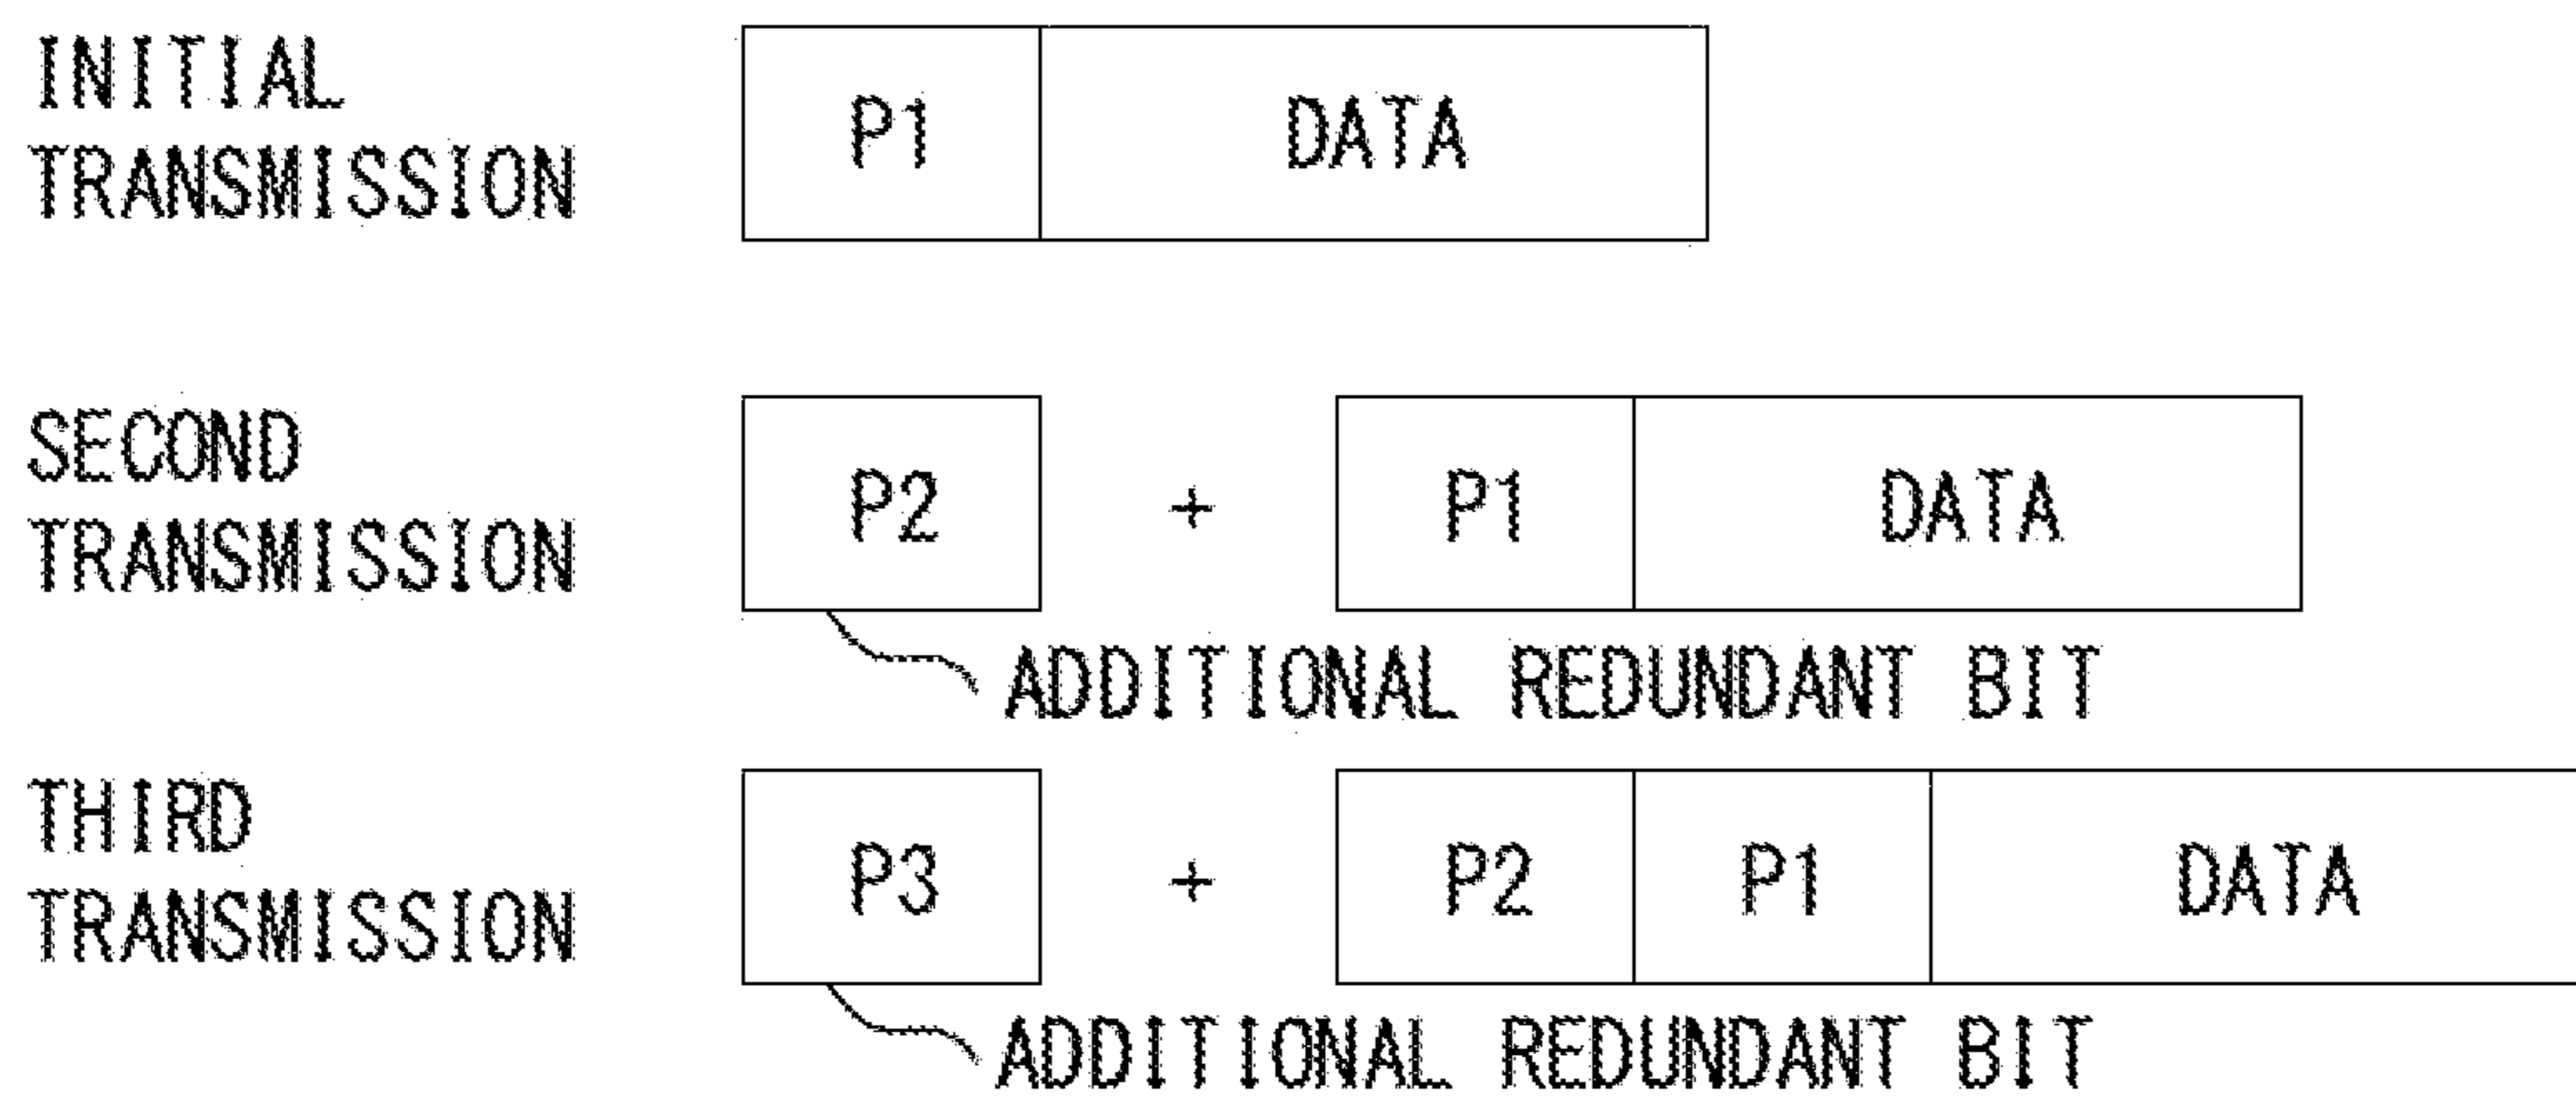 INITIAL
TRANSMISSION
P1 DATA
SECOND
TRANSMISSION
P2 + P1 DATA
ADDITIONAL REDUNDANT BIT
THIRD
TRANSMISSION
P3 + P2 P1 DATA
ADDITIONAL REDUNDANT BIT